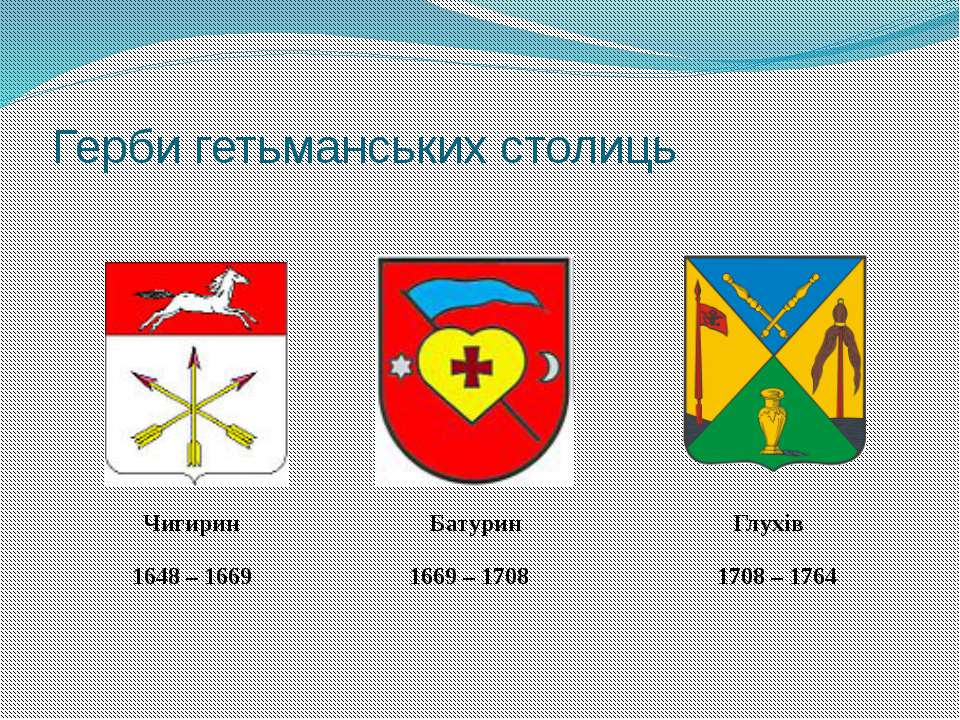 Герби гетьманських столиць
Чигирин
Батурин
Глухів
1648 – 1669
1669 – 1708
1708 – 1764